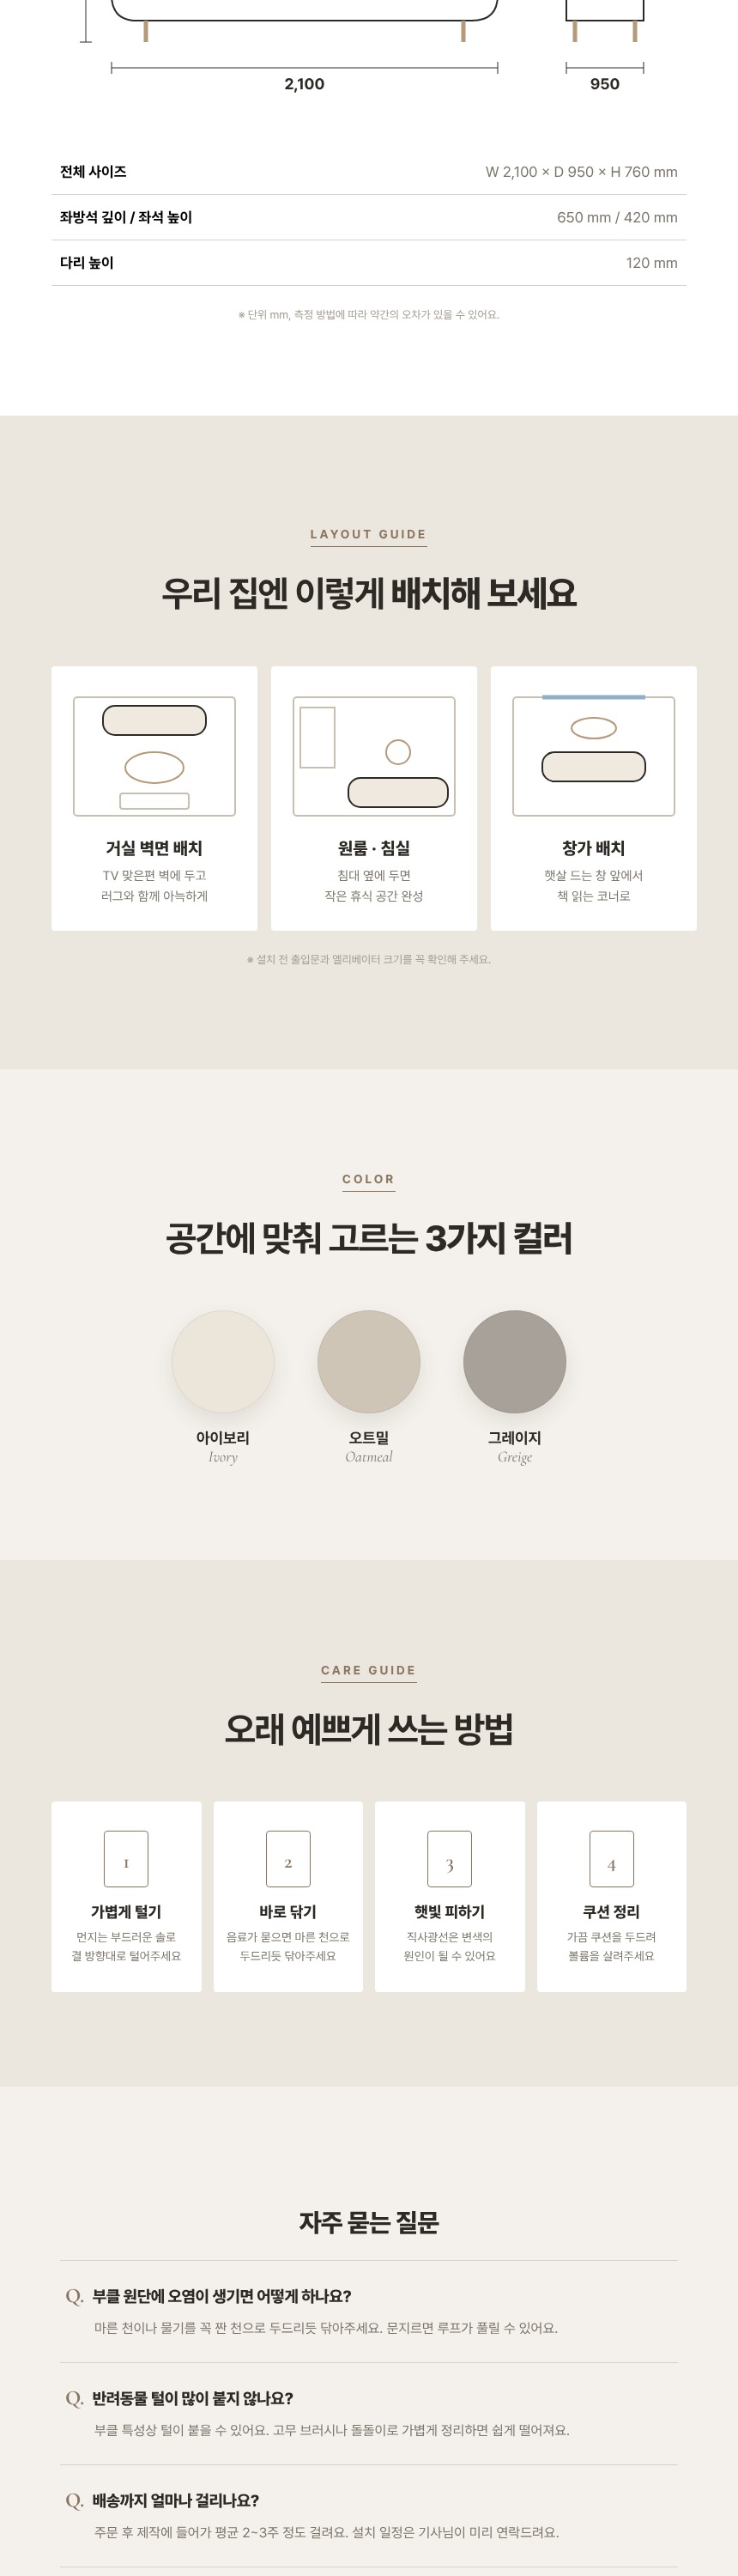 2,100
950
전체 사이즈
W 2,100 × D 950 × H 760 mm
좌방석 깊이 / 좌석 높이
650 mm / 420 mm
다리 높이
120 mm
※ 단위 mm, 측정 방법에 따라 약간의 오차가 있을 수 있어요.
LAYOUT GUIDE
우리 집엔 이렇게 배치해 보세요
거실 벽면 배치
TV 맞은편 벽에 두고
러그와 함께 아늑하게
원룸 · 침실
침대 옆에 두면
작은 휴식 공간 완성
창가 배치
햇살 드는 창 앞에서
책 읽는 코너로
※ 설치 전 출입문과 엘리베이터 크기를 꼭 확인해 주세요.
COLOR
공간에 맞춰 고르는 3가지 컬러
아이보리
Ivory
오트밀
Oatmeal
그레이지
Greige
CARE GUIDE
오래 예쁘게 쓰는 방법
1
가볍게 털기
먼지는 부드러운 솔로
결 방향대로 털어주세요
2
바로 닦기
음료가 묻으면 마른 천으로
두드리듯 닦아주세요
3
햇빛 피하기
직사광선은 변색의
원인이 될 수 있어요
4
쿠션 정리
가끔 쿠션을 두드려
볼륨을 살려주세요
자주 묻는 질문
Q. 부클 원단에 오염이 생기면 어떻게 하나요?
마른 천이나 물기를 꼭 짠 천으로 두드리듯 닦아주세요. 문지르면 루프가 풀릴 수 있어요.
Q. 반려동물 털이 많이 붙지 않나요?
부클 특성상 털이 붙을 수 있어요. 고무 브러시나 돌돌이로 가볍게 정리하면 쉽게 떨어져요.
Q. 배송까지 얼마나 걸리나요?
주문 후 제작에 들어가 평균 2~3주 정도 걸려요. 설치 일정은 기사님이 미리 연락드려요.